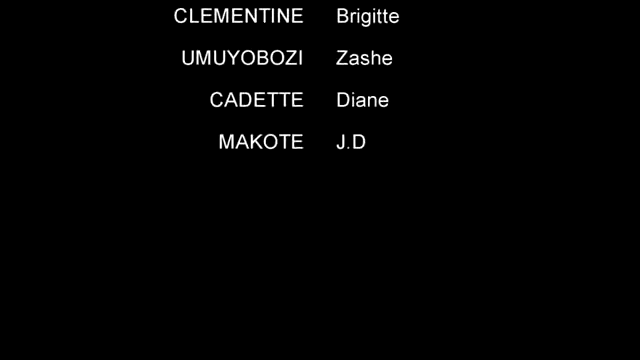 CLEMENTINE Brigitte
UMUYOBOZI Zashe
CADETTE Diane
MAKOTE J.D